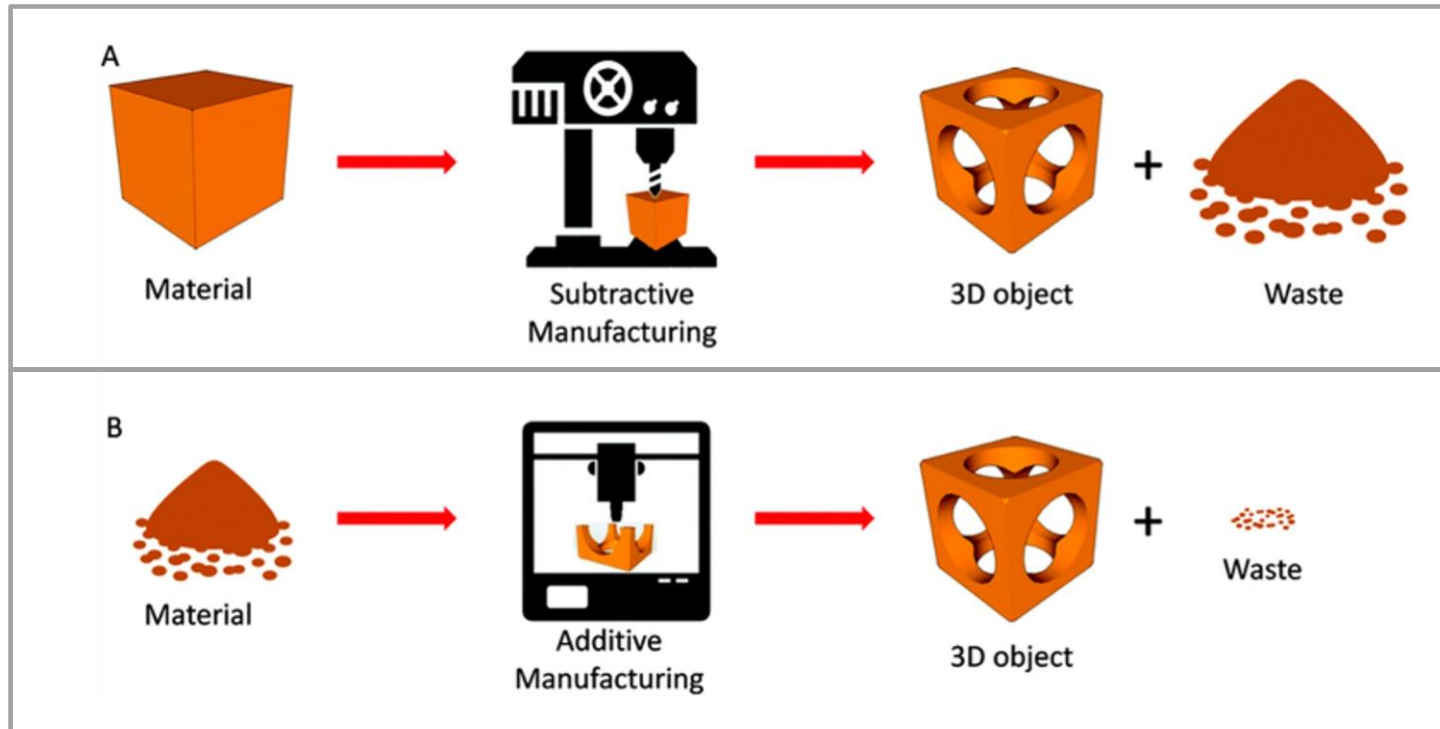 A
Material
Subtractive
Manufacturing
3D object
+
Waste
B
Material
Additive
Manufacturing
3D object
+
Waste